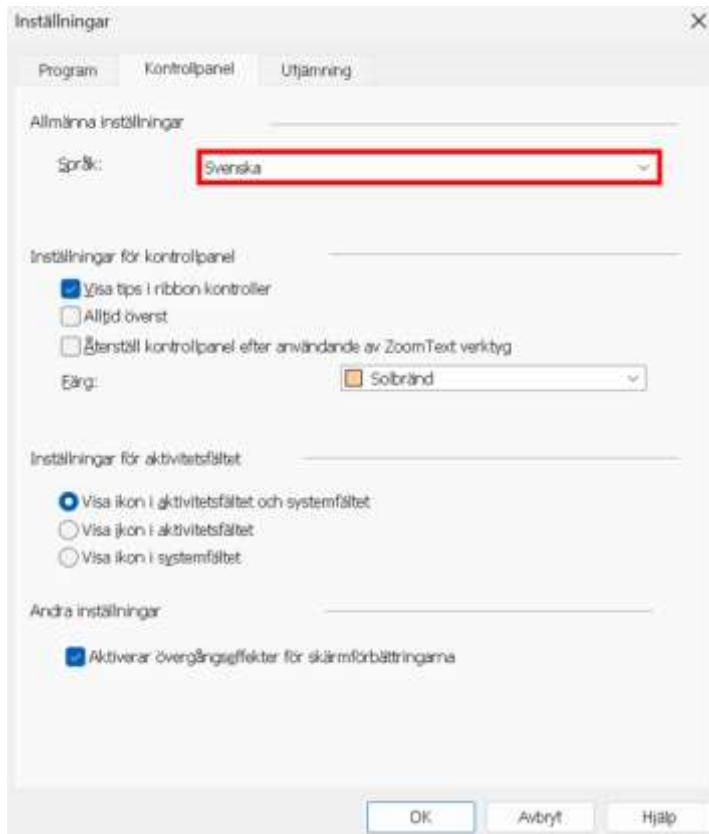 Inställningar
Program Kontrollpanel Utjämning
Allmänna inställningar
Språk: Svenska
Inställningar för kontrollpanel
Visa tips i ribbon kontroller
Alltid överst
Återställ kontrollpanel efter användande av ZoomText verktyg
Färg: Solbränd
Inställningar för aktivitetsfältet
Visa ikon i aktivitetsfältet och systemfältet
Visa ikon i aktivitetsfältet
Visa ikon i systemfältet
Andra inställningar
Aktiverar övergångseffekter för skärmförbättringarna
OK Avbryt Hjälp